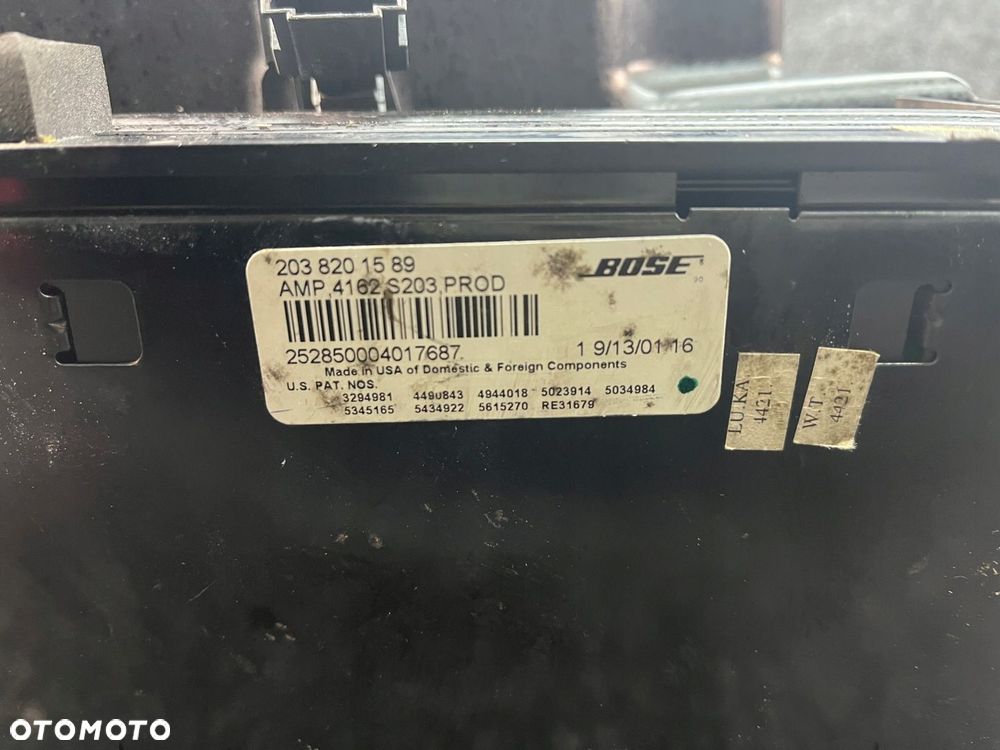 203 820 15 89
BOSE
AMP,4162,S203,PROD
252850004017687
1 9/13/01 16
Made in USA of Domestic & Foreign Components
U.S. PAT. NOS.
3294981 4490843 4944018 5023914 5034984
5345165 5434922 5615270 RE31679
LU.KA
4421
W.T
4421
OTOMOTO